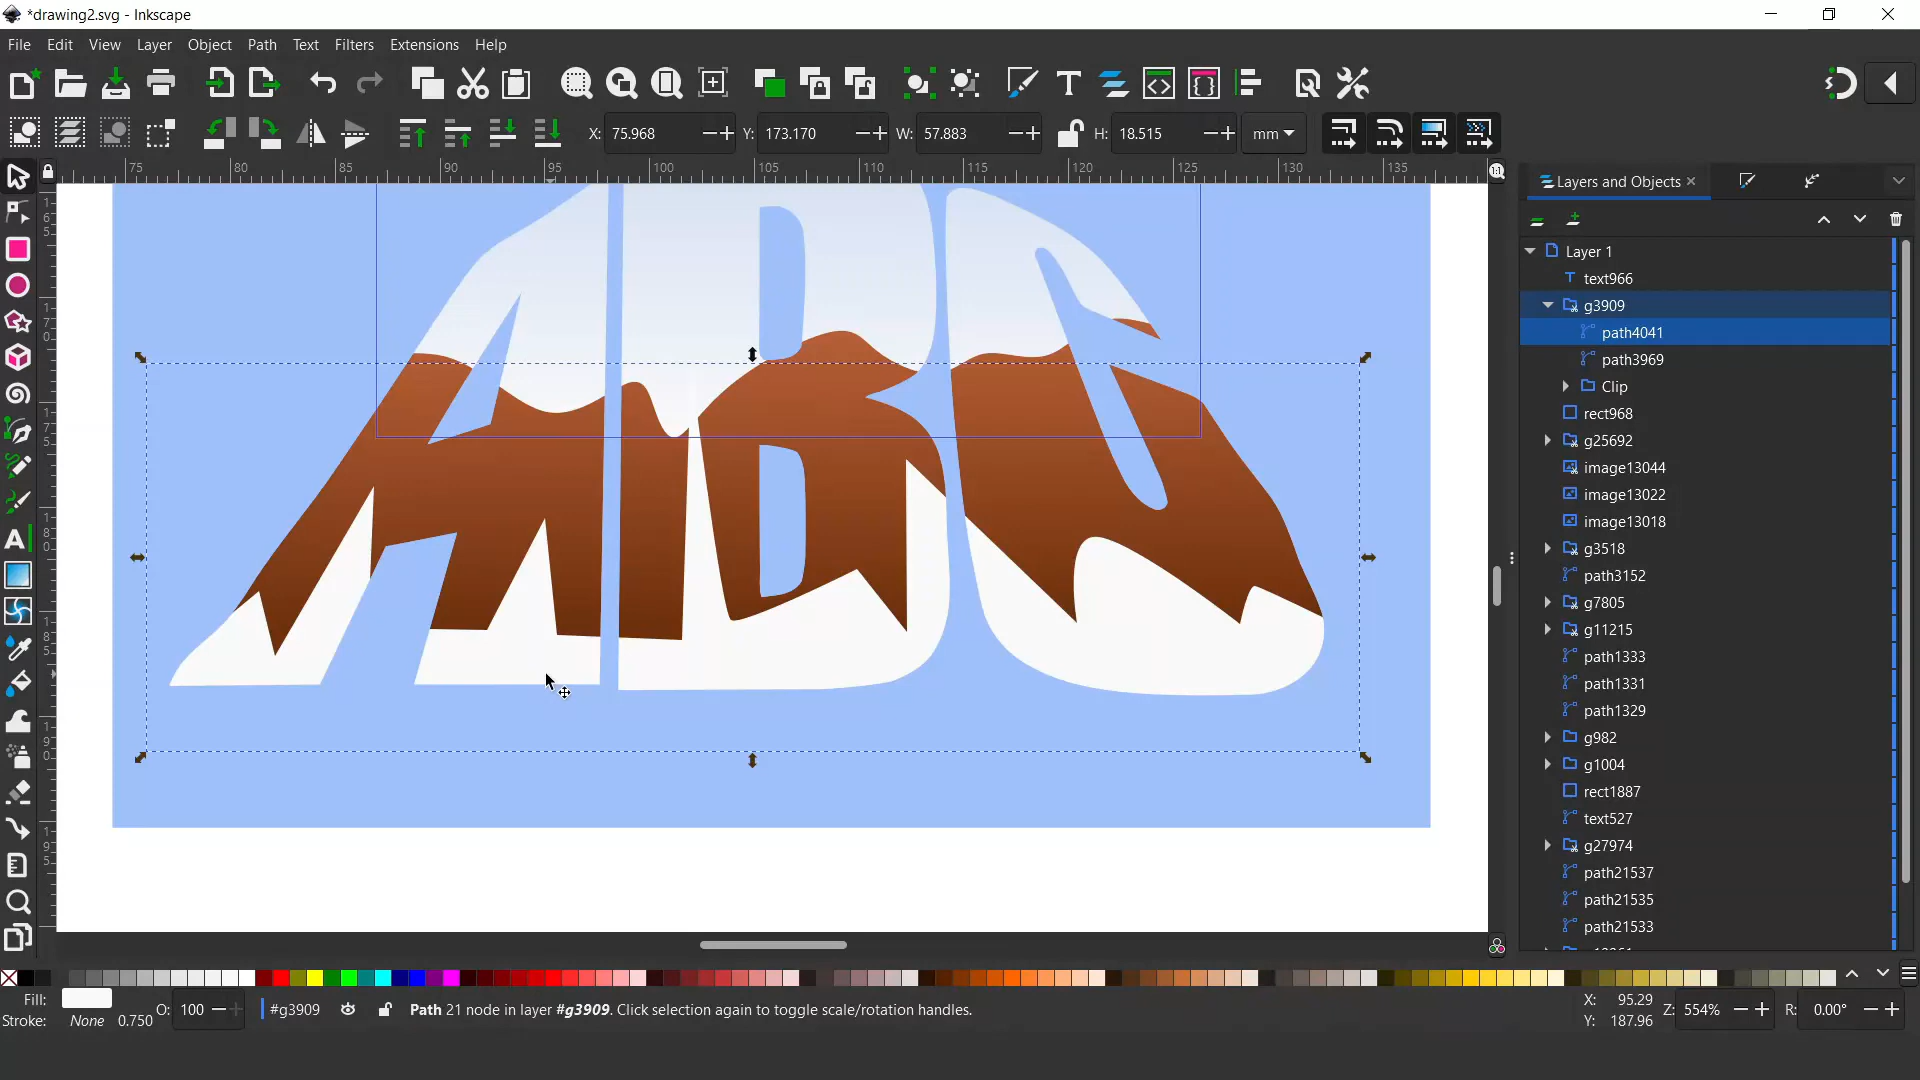 *drawing2.svg - Inkscape
File Edit View Layer Object Path Text Filters Extensions Help
X: 75.968 Y: 173.170 W: 57.883 H: 18.515 mm
75 80 85 90 95 100 105 110 115 120 125 130 135
Layers and Objects
Layer 1
text966
g3909
path4041
path3969
Clip
rect968
g25692
image13044
image13022
image13018
g3518
path3152
g7805
g11215
path1333
path1331
path1329
g982
g1004
rect1887
text527
g27974
path21537
path21535
path21533
ABC
Fill:
Stroke: None 0.750 O: 100 #g3909 Path 21 node in layer #g3909. Click selection again to toggle scale/rotation handles.
X: 95.29
Y: 187.96
Z: 554% R: 0.00°